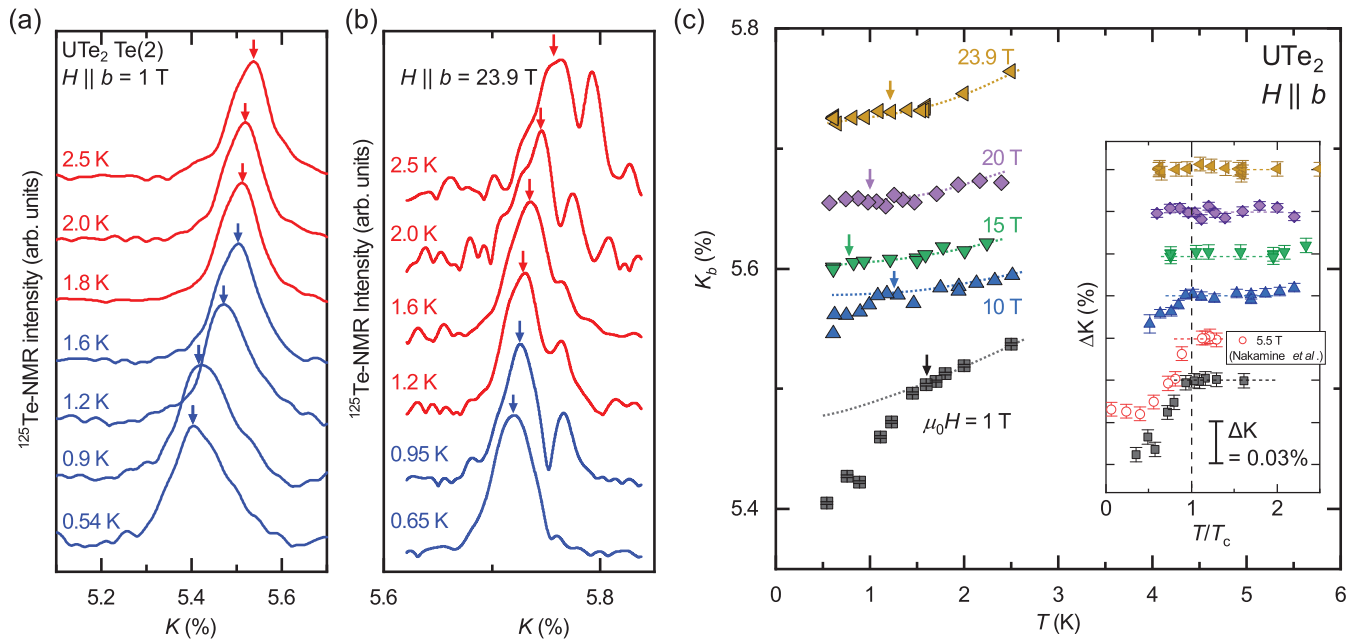 (a)
UTe₂ Te(2)
H || b = 1 T
2.5 K
2.0 K
1.8 K
1.6 K
1.2 K
0.9 K
0.54 K
¹²⁵Te-NMR intensity (arb. units)
5.2 5.4 5.6
K (%)
(b)
H || b = 23.9 T
2.5 K
2.0 K
1.6 K
1.2 K
0.95 K
0.65 K
¹²⁵Te-NMR Intensity (arb. units)
5.6 5.8
K (%)
(c)
5.8
5.6
5.4
K_b (%)
23.9 T
20 T
15 T
10 T
μ₀H = 1 T
UTe₂
H || b
0 1 2 3 4 5 6
T (K)
ΔK (%)
5.5 T
(Nakamine et al.)
ΔK
= 0.03%
0 1 2
T/T_c